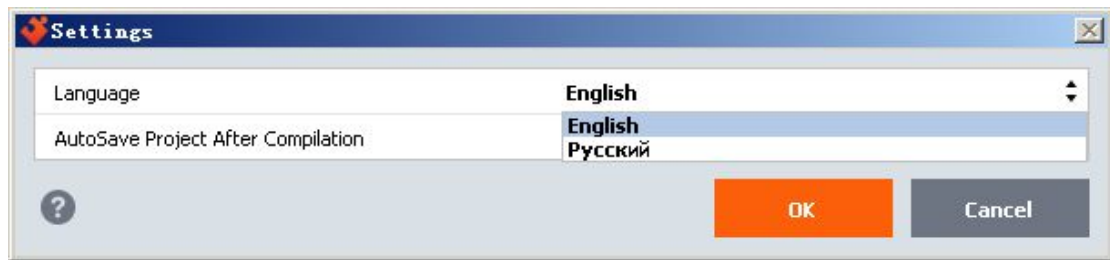 Settings
Language English
English
AutoSave Project After Compilation
Русский
?
OK Cancel